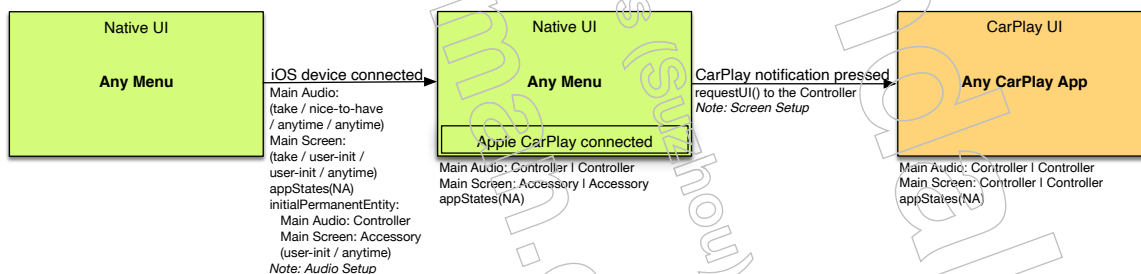 Native UI
Any Menu
iOS device connected
Main Audio:
(take / nice-to-have
/ anytime / anytime)
Main Screen:
(take / user-init /
user-init / anytime)
appStates(NA)
initialPermanentEntity:
Main Audio: Controller
Main Screen: Accessory
(user-init / anytime)
Note: Audio Setup
Native UI
Any Menu
Apple CarPlay connected
Main Audio: Controller | Controller
Main Screen: Accessory | Accessory
appStates(NA)
CarPlay notification pressed
requestUI() to the Controller
Note: Screen Setup
CarPlay UI
Any CarPlay App
Main Audio: Controller | Controller
Main Screen: Controller | Controller
appStates(NA)
(Suzhou)